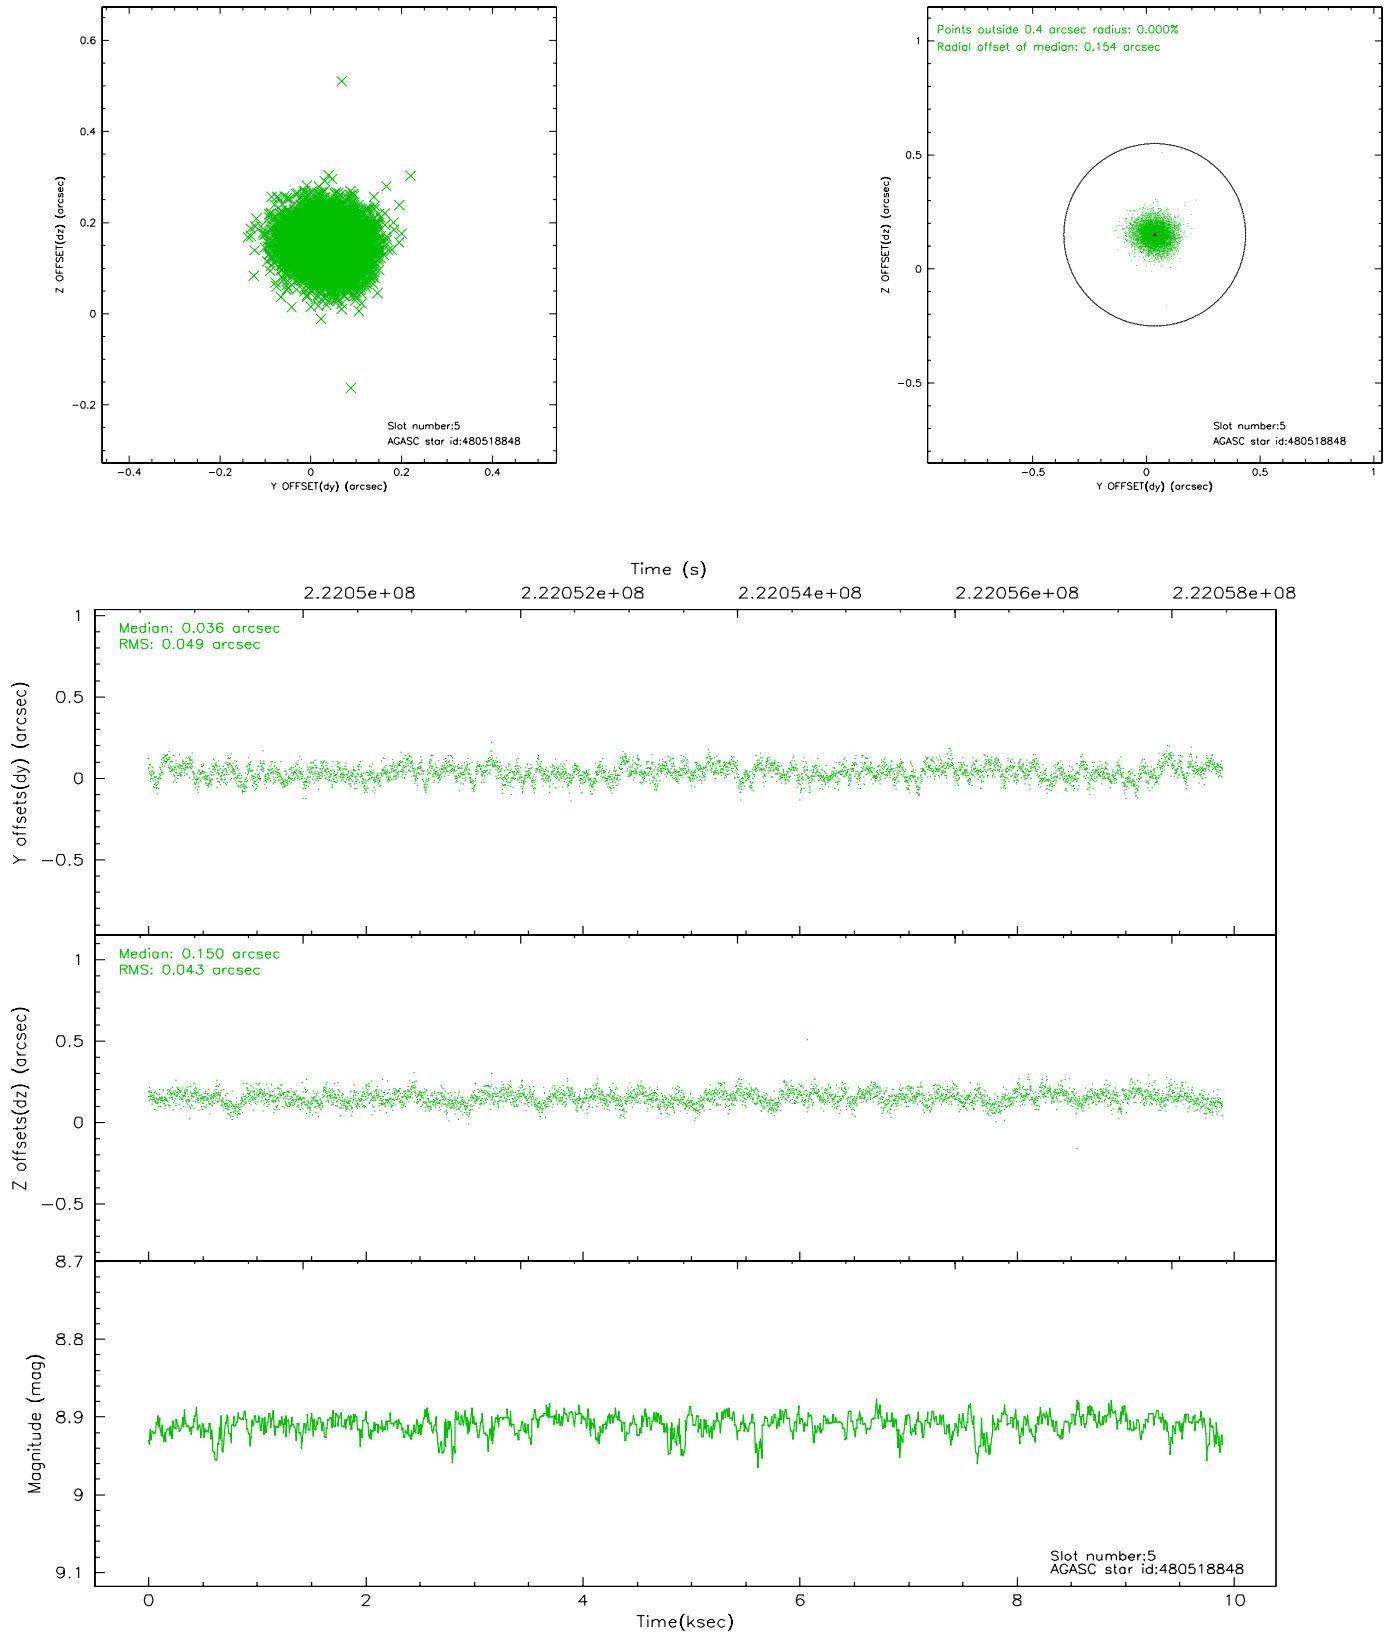 0.6
0.4
0.2
0
−0.2
Z OFFSET(dz) (arcsec)
Slot number:5
AGASC star id:480518848
−0.4
−0.2
0
0.2
0.4
Y OFFSET(dy) (arcsec)
Points outside 0.4 arcsec radius: 0.000%
Radial offset of median: 0.154 arcsec
1
0.5
0
−0.5
Z OFFSET(dz) (arcsec)
Slot number:5
AGASC star id:480518848
−0.5
0
0.5
1
Y OFFSET(dy) (arcsec)
Time (s)
2.2205e+08
2.22052e+08
2.22054e+08
2.22056e+08
2.22058e+08
Median: 0.036 arcsec
RMS: 0.049 arcsec
1
0.5
0
−0.5
Y offsets(dy) (arcsec)
Median: 0.150 arcsec
RMS: 0.043 arcsec
1
0.5
0
−0.5
Z offsets(dz) (arcsec)
8.7
8.8
8.9
9
9.1
Magnitude (mag)
Slot number:5
AGASC star id:480518848
0
2
4
6
8
10
Time(ksec)